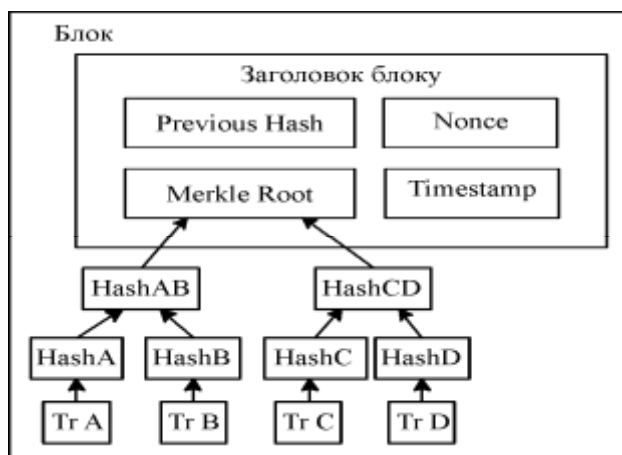 Блок
Заголовок блоку
Previous Hash Nonce
Merkle Root Timestamp
HashAB HashCD
HashA HashB HashC HashD
Tr A Tr B Tr C Tr D